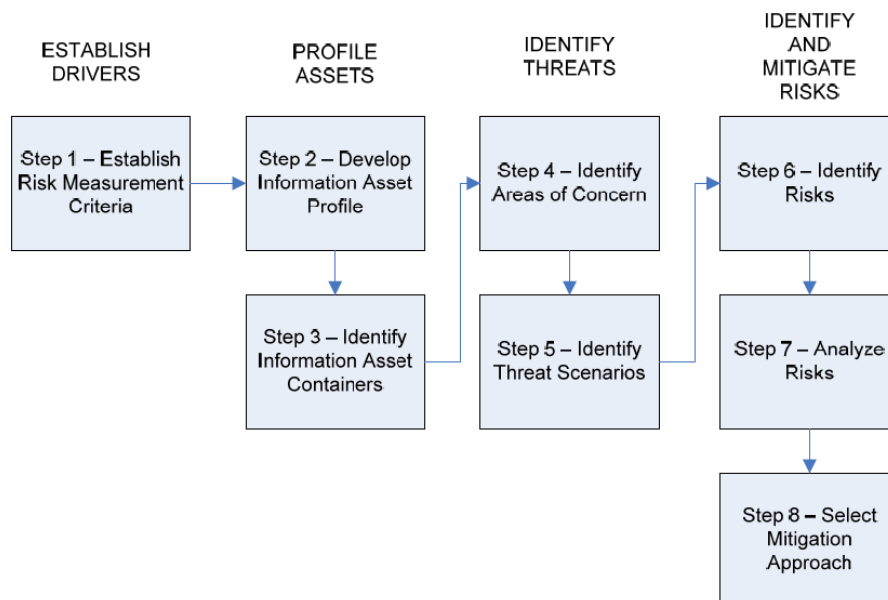 ESTABLISH
DRIVERS
PROFILE
ASSETS
IDENTIFY
THREATS
IDENTIFY
AND
MITIGATE
RISKS
Step 1 – Establish
Risk Measurement
Criteria
Step 2 – Develop
Information Asset
Profile
Step 3 – Identify
Information Asset
Containers
Step 4 – Identify
Areas of Concern
Step 5 – Identify
Threat Scenarios
Step 6 – Identify
Risks
Step 7 – Analyze
Risks
Step 8 – Select
Mitigation
Approach